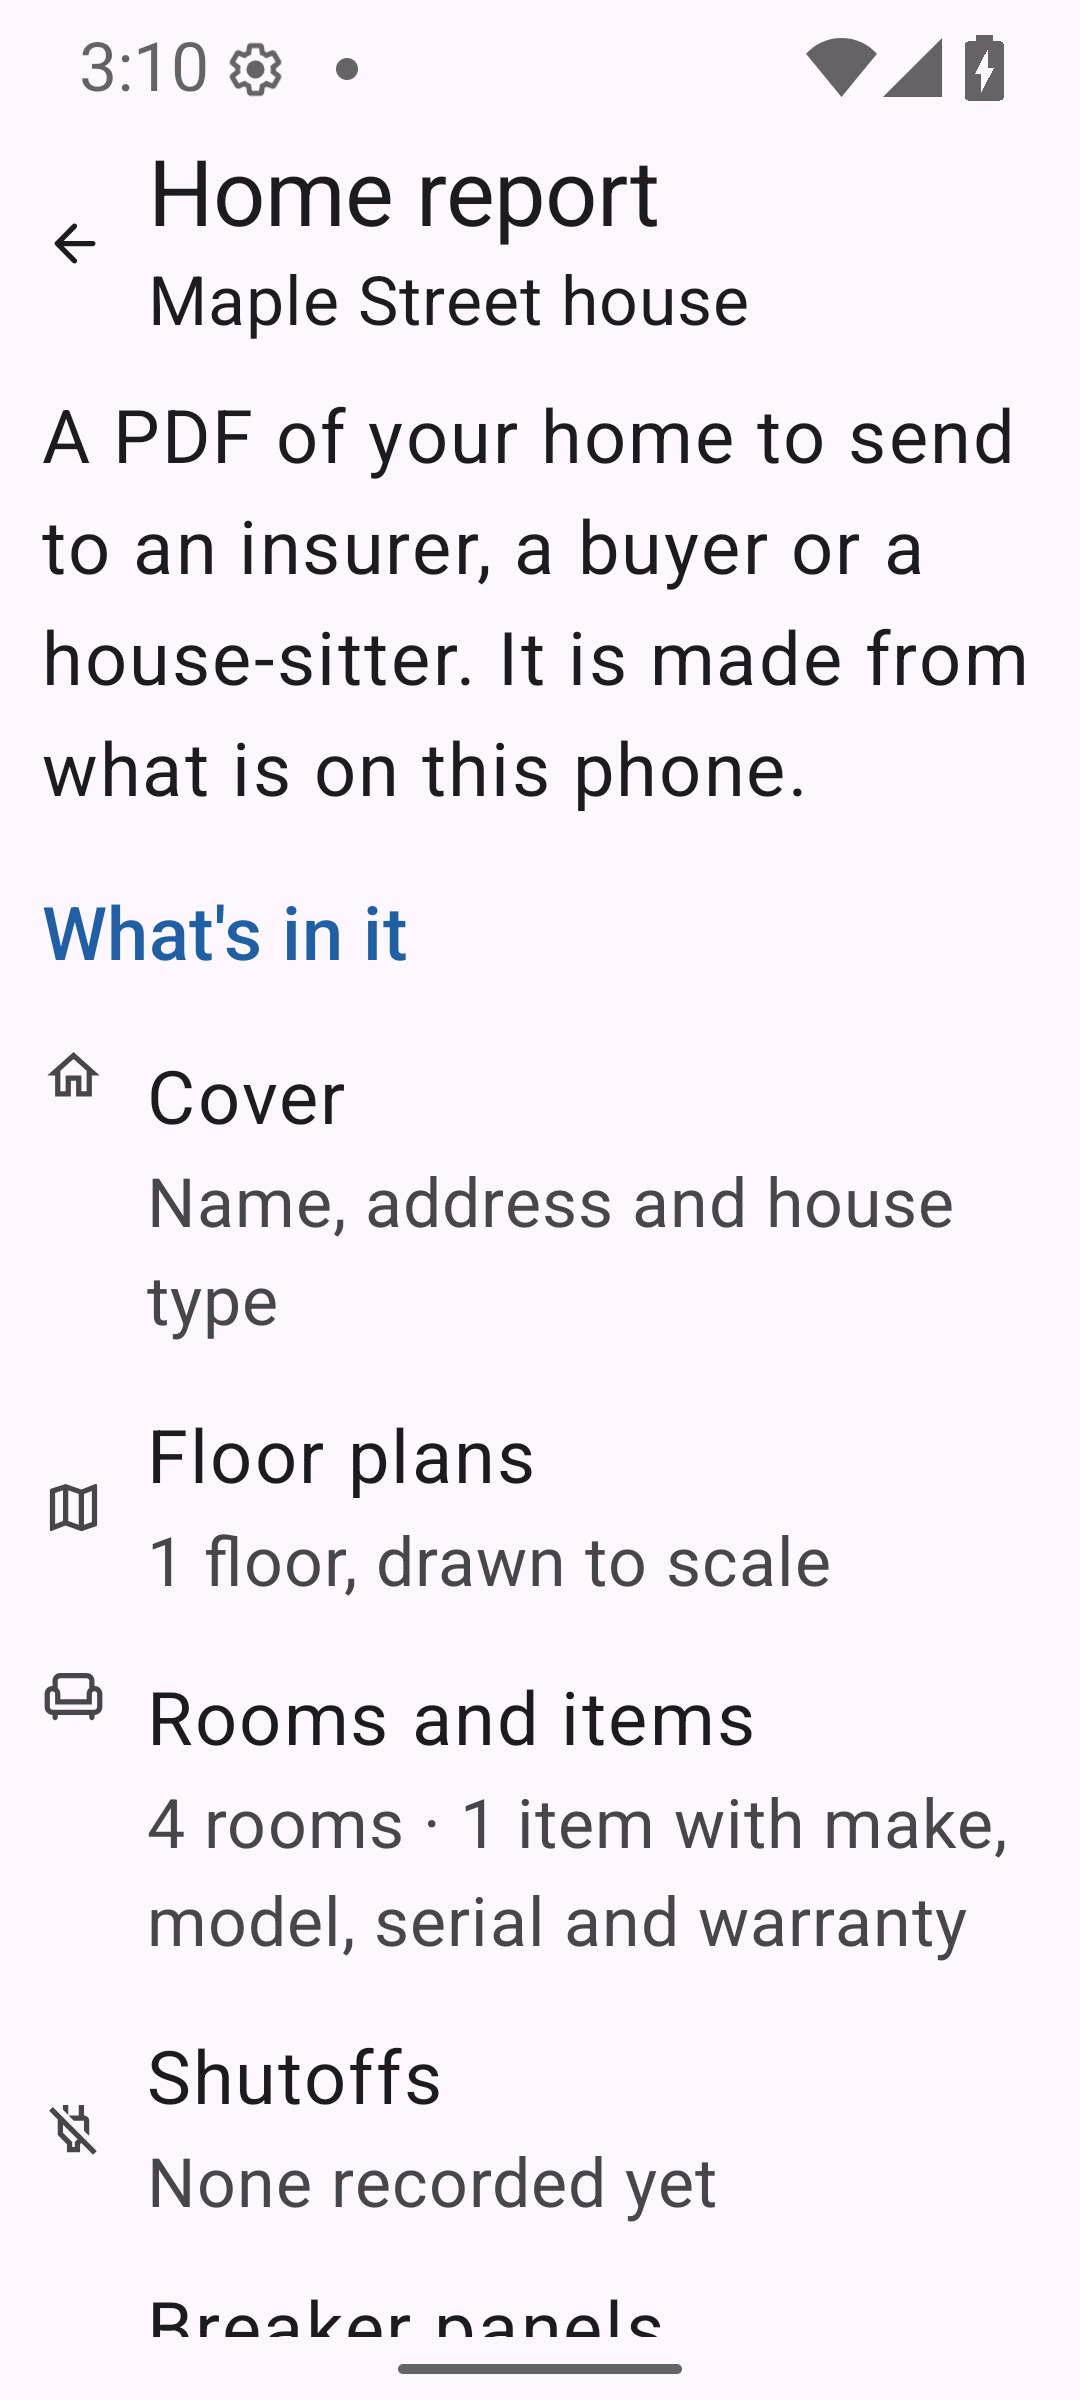 3:10
Home report
Maple Street house
A PDF of your home to send
to an insurer, a buyer or a
house-sitter. It is made from
what is on this phone.
What's in it
Cover
Name, address and house
type
Floor plans
1 floor, drawn to scale
Rooms and items
4 rooms · 1 item with make,
model, serial and warranty
Shutoffs
None recorded yet
Breaker panels